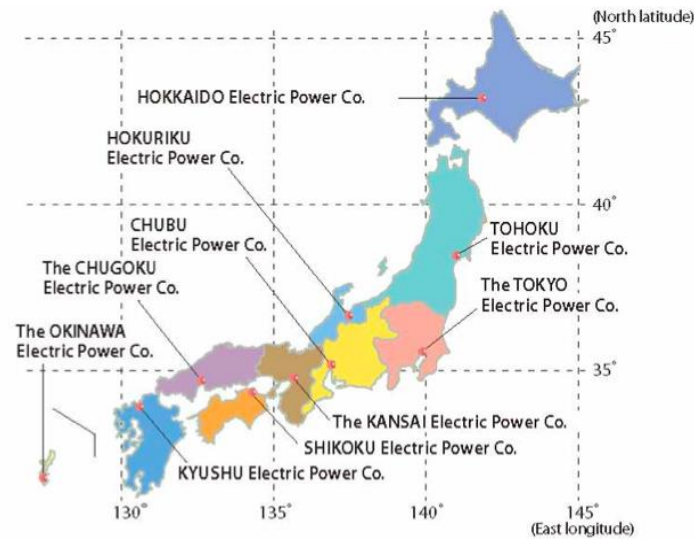 (North latitude)
45°
HOKKAIDO Electric Power Co.
HOKURIKU
Electric Power Co.
40°
CHUBU
Electric Power Co.
TOHOKU
Electric Power Co.
The CHUGOKU
Electric Power Co.
The TOKYO
Electric Power Co.
The OKINAWA
Electric Power Co.
35°
The KANSAI Electric Power Co.
SHIKOKU Electric Power Co.
KYUSHU Electric Power Co.
130°
135°
140°
145°
(East longitude)